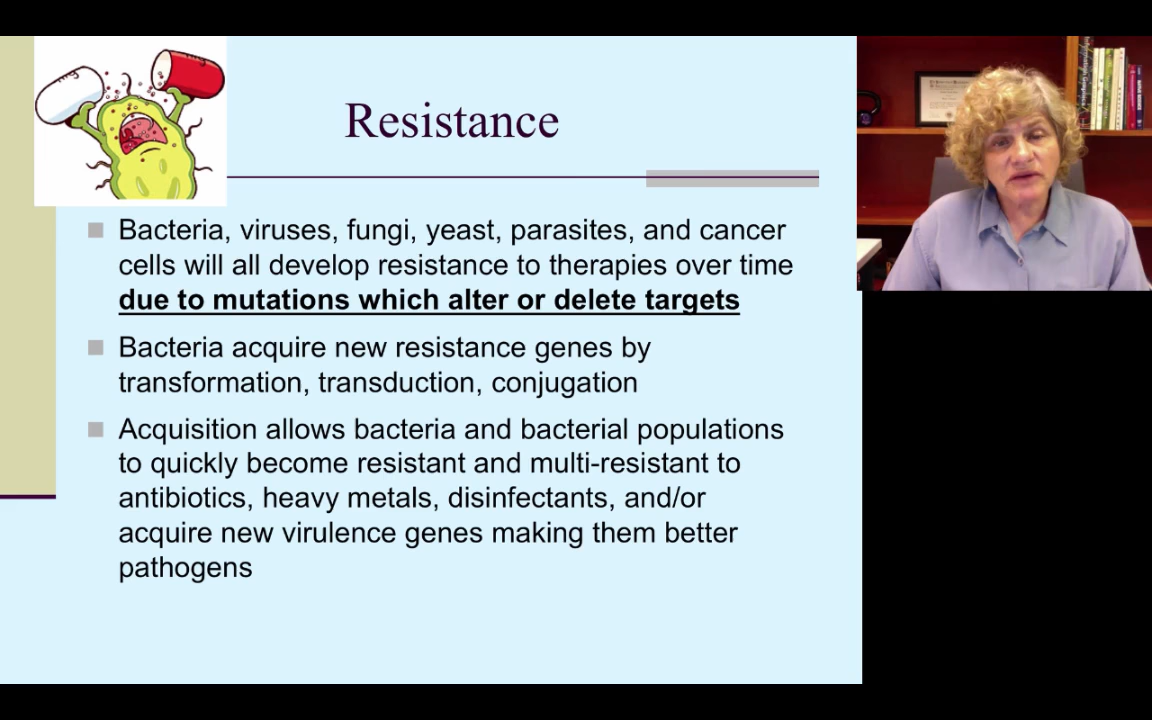 Resistance
Bacteria, viruses, fungi, yeast, parasites, and cancer
cells will all develop resistance to therapies over time
due to mutations which alter or delete targets
Bacteria acquire new resistance genes by
transformation, transduction, conjugation
Acquisition allows bacteria and bacterial populations
to quickly become resistant and multi-resistant to
antibiotics, heavy metals, disinfectants, and/or
acquire new virulence genes making them better
pathogens